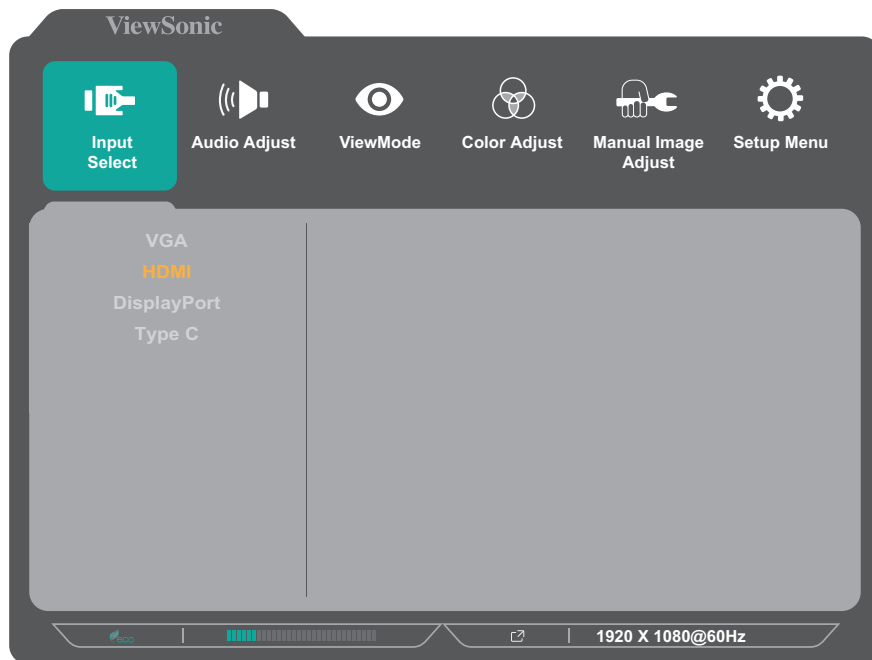 ViewSonic
Input
Select
Audio Adjust
ViewMode
Color Adjust
Manual Image
Adjust
Setup Menu
VGA
HDMI
DisplayPort
Type C
eco
1920 X 1080@60Hz